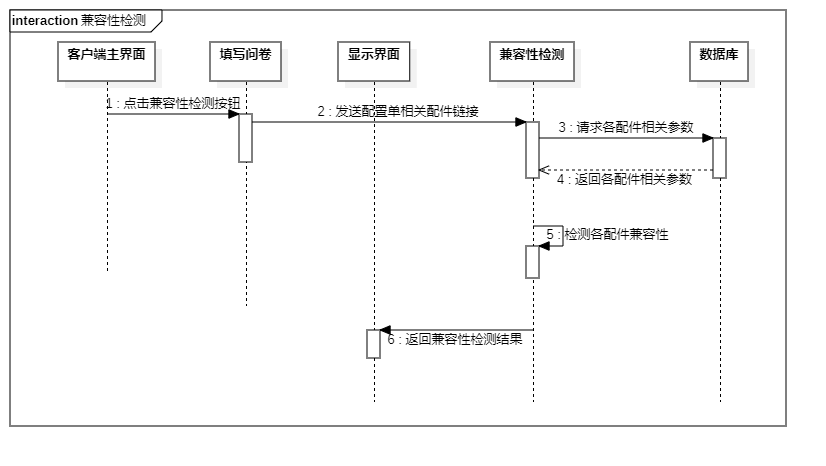 interaction 兼容性检测
客户端主界面
填写问卷
显示界面
兼容性检测
数据库
1 : 点击兼容性检测按钮
2 : 发送配置单相关配件链接
3 : 请求各配件相关参数
4 : 返回各配件相关参数
5 : 检测各配件兼容性
6 : 返回兼容性检测结果